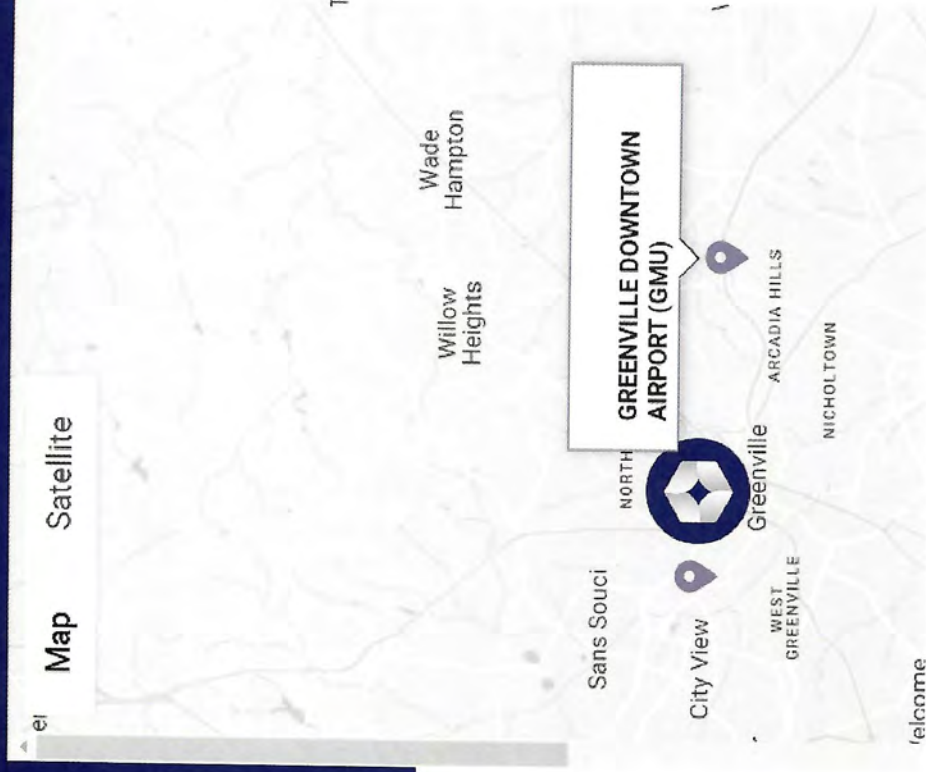 Map
Satellite
Wade
Hampton
Willow
Heights
GREENVILLE DOWNTOWN
AIRPORT (GMU)
NORTH
Sans Souci
Greenville
City View
ARCADIA HILLS
WEST
GREENVILLE
NICHOLTOWN
elcome